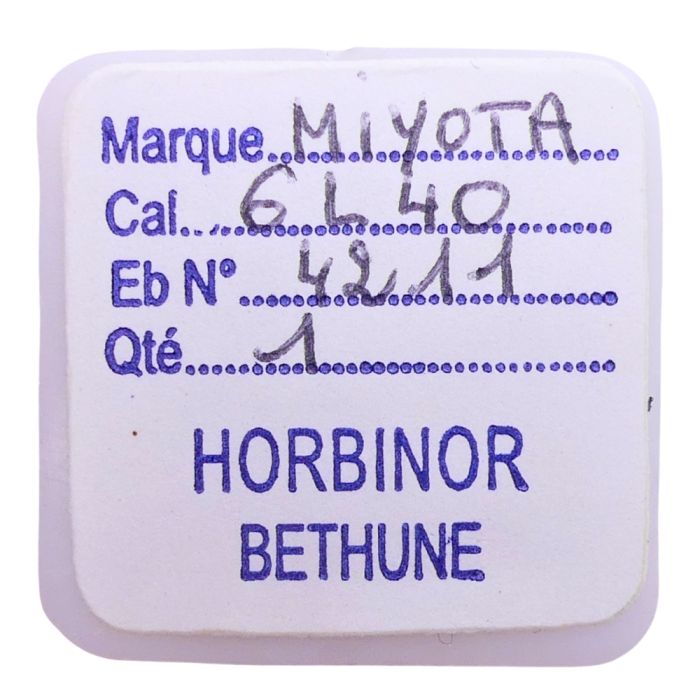 Marque..MIYOTA
Cal....6L40
Eb N°....4211
Qté....1
HORBINOR
BETHUNE